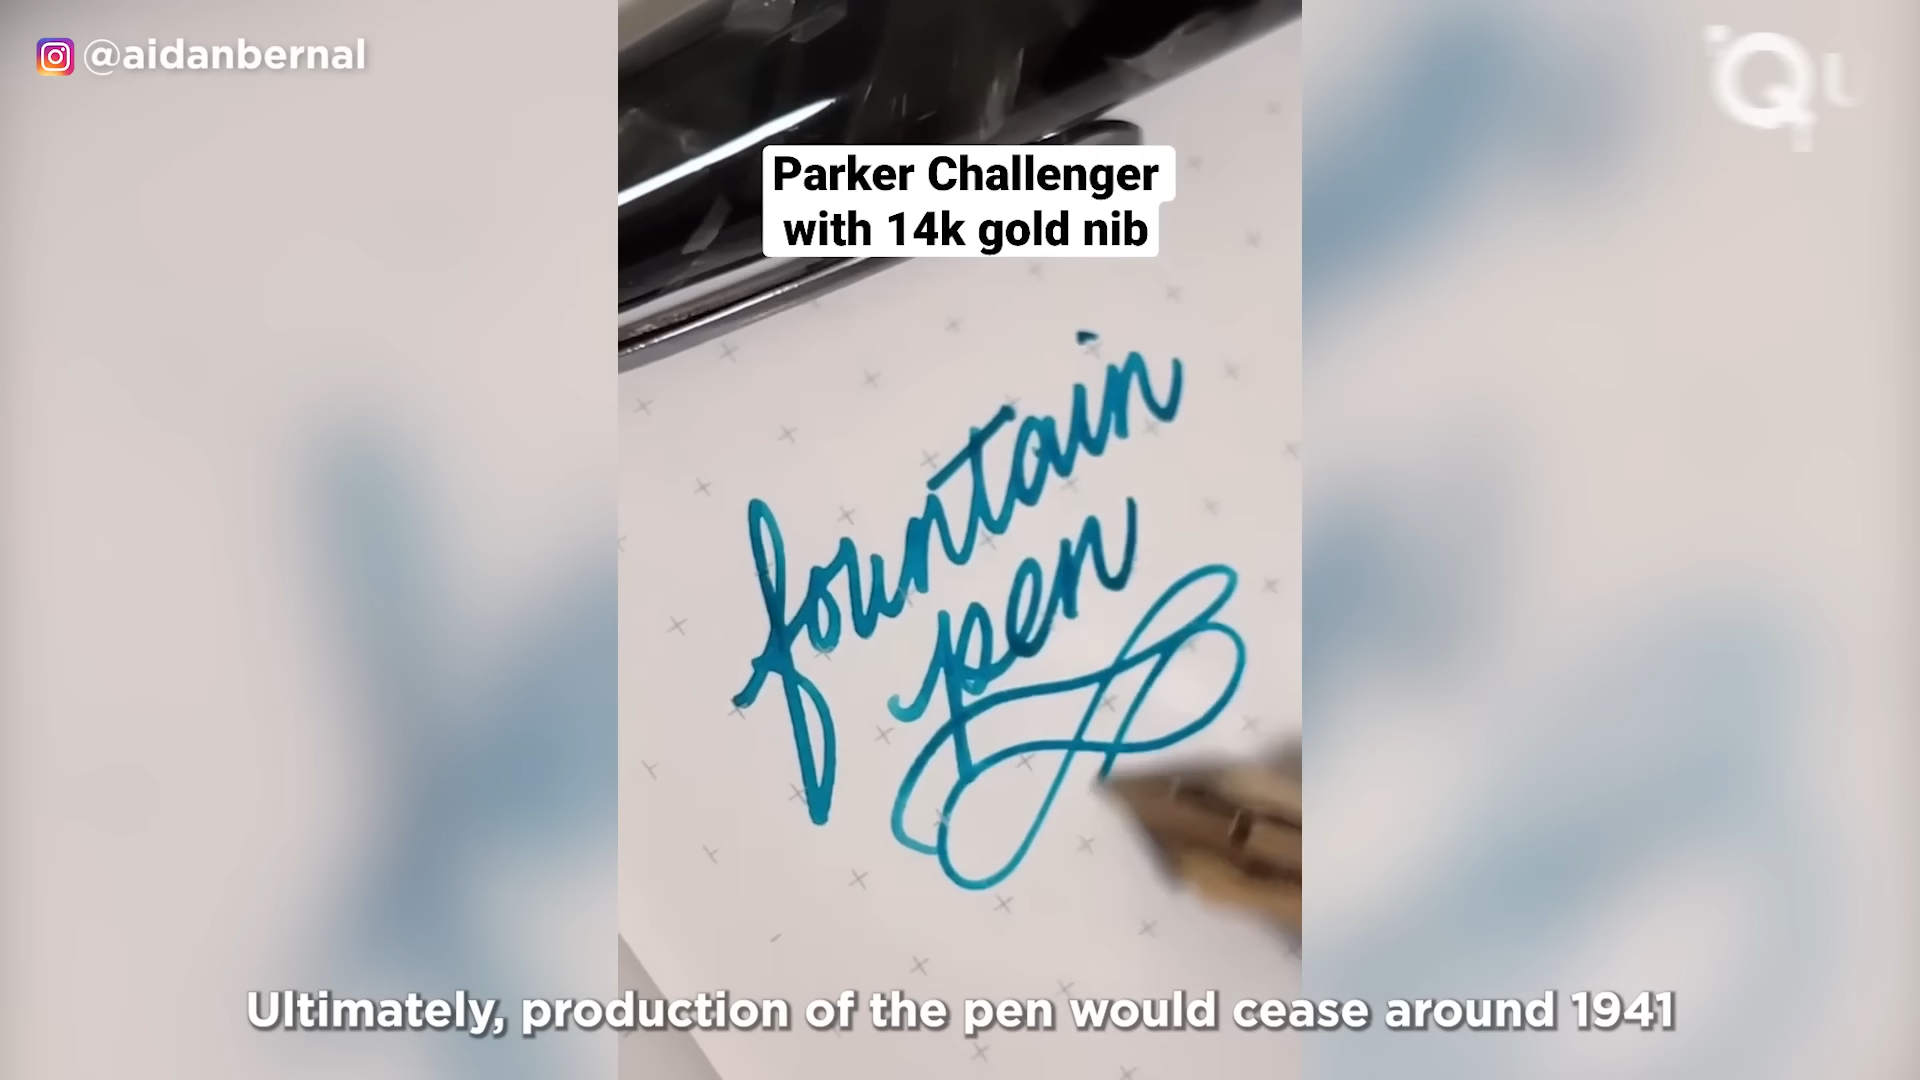 @aidanbernal
Parker Challenger
with 14k gold nib
fountain
pen
Ultimately, production of the pen would cease around 1941